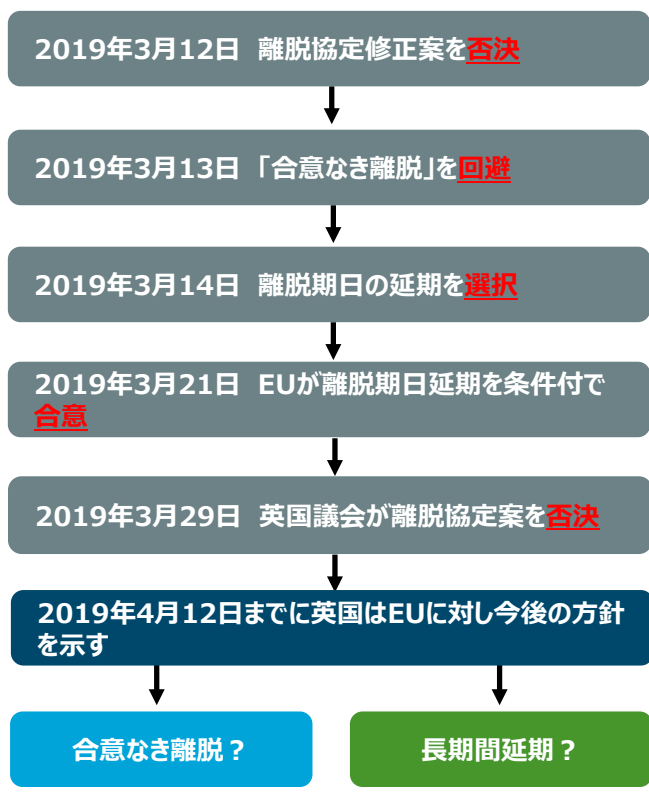 2019年3月12日 離脱協定修正案を否決
2019年3月13日 「合意なき離脱」を回避
2019年3月14日 離脱期日の延期を選択
2019年3月21日 EUが離脱期日延期を条件付で
合意
2019年3月29日 英国議会が離脱協定案を否決
2019年4月12日までに英国はEUに対し今後の方針
を示す
合意なき離脱？
長期間延期？